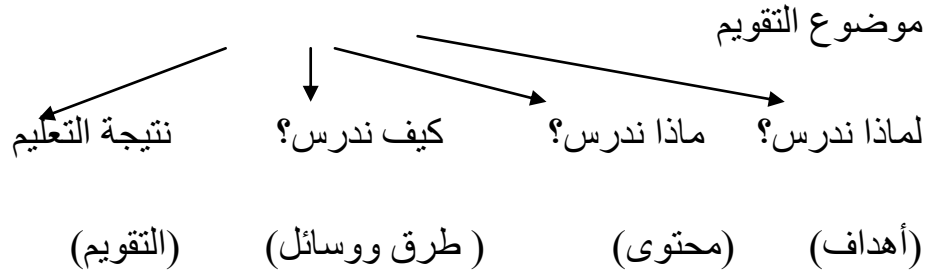 موضوع التقويم
لماذا ندرس؟ ماذا ندرس؟ كيف ندرس؟ نتيجة التعليم
(أهداف) (محتوى) ( طرق ووسائل) (التقويم)